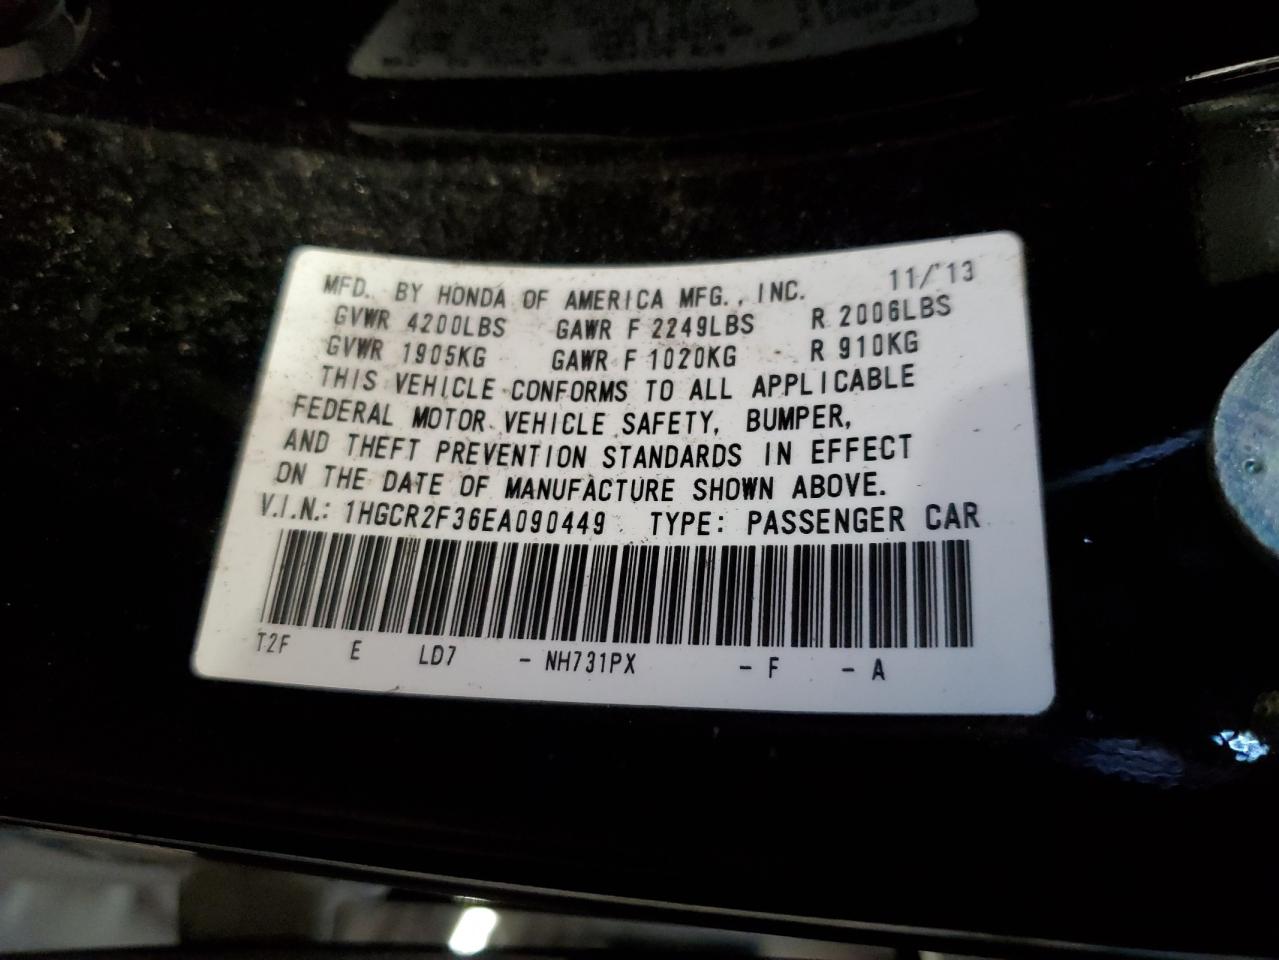 MFD. BY HONDA OF AMERICA MFG., INC. 11/'13
GVWR 4200LBS GAWR F 2249LBS R 2006LBS
GVWR 1905KG GAWR F 1020KG R 910KG
THIS VEHICLE CONFORMS TO ALL APPLICABLE
FEDERAL MOTOR VEHICLE SAFETY, BUMPER,
AND THEFT PREVENTION STANDARDS IN EFFECT
ON THE DATE OF MANUFACTURE SHOWN ABOVE.
V.I.N.: 1HGCR2F36EA090449 TYPE: PASSENGER CAR
T2F E LD7 - NH731PX - F - A